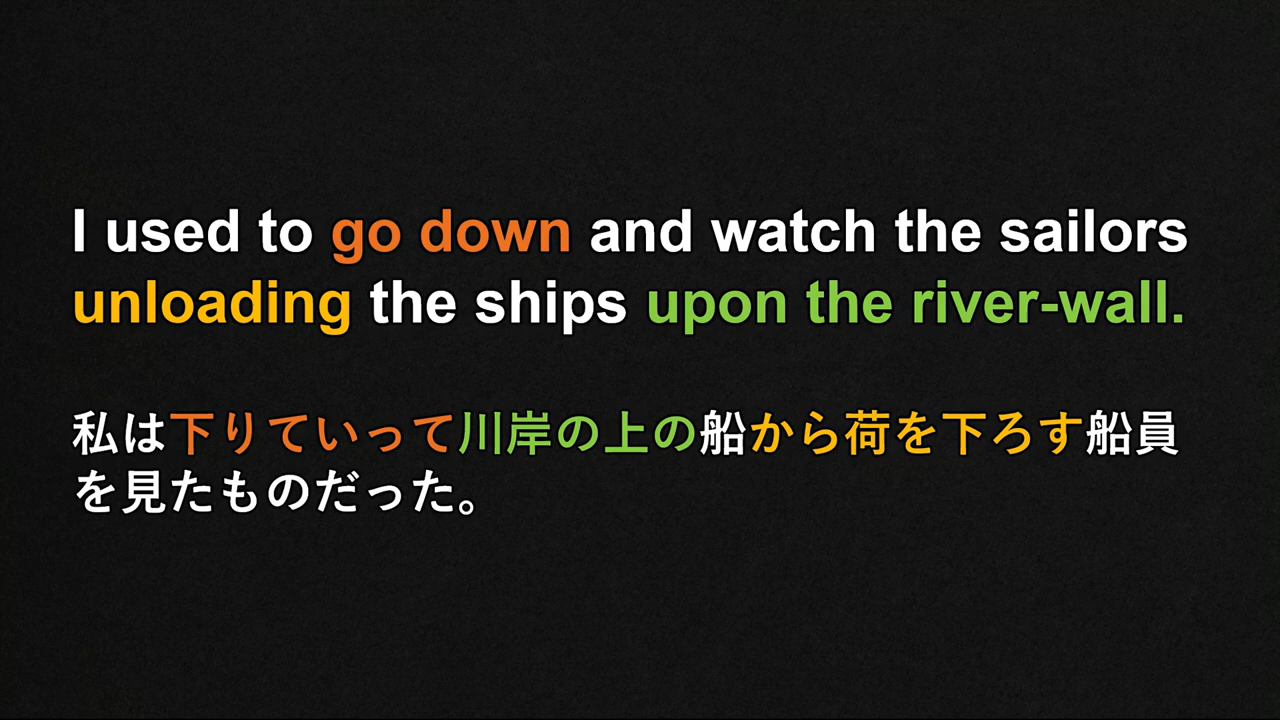 I used to go down and watch the sailors
unloading the ships upon the river-wall.
私は下りていって川岸の上の船から荷を下ろす船員
を見たものだった。